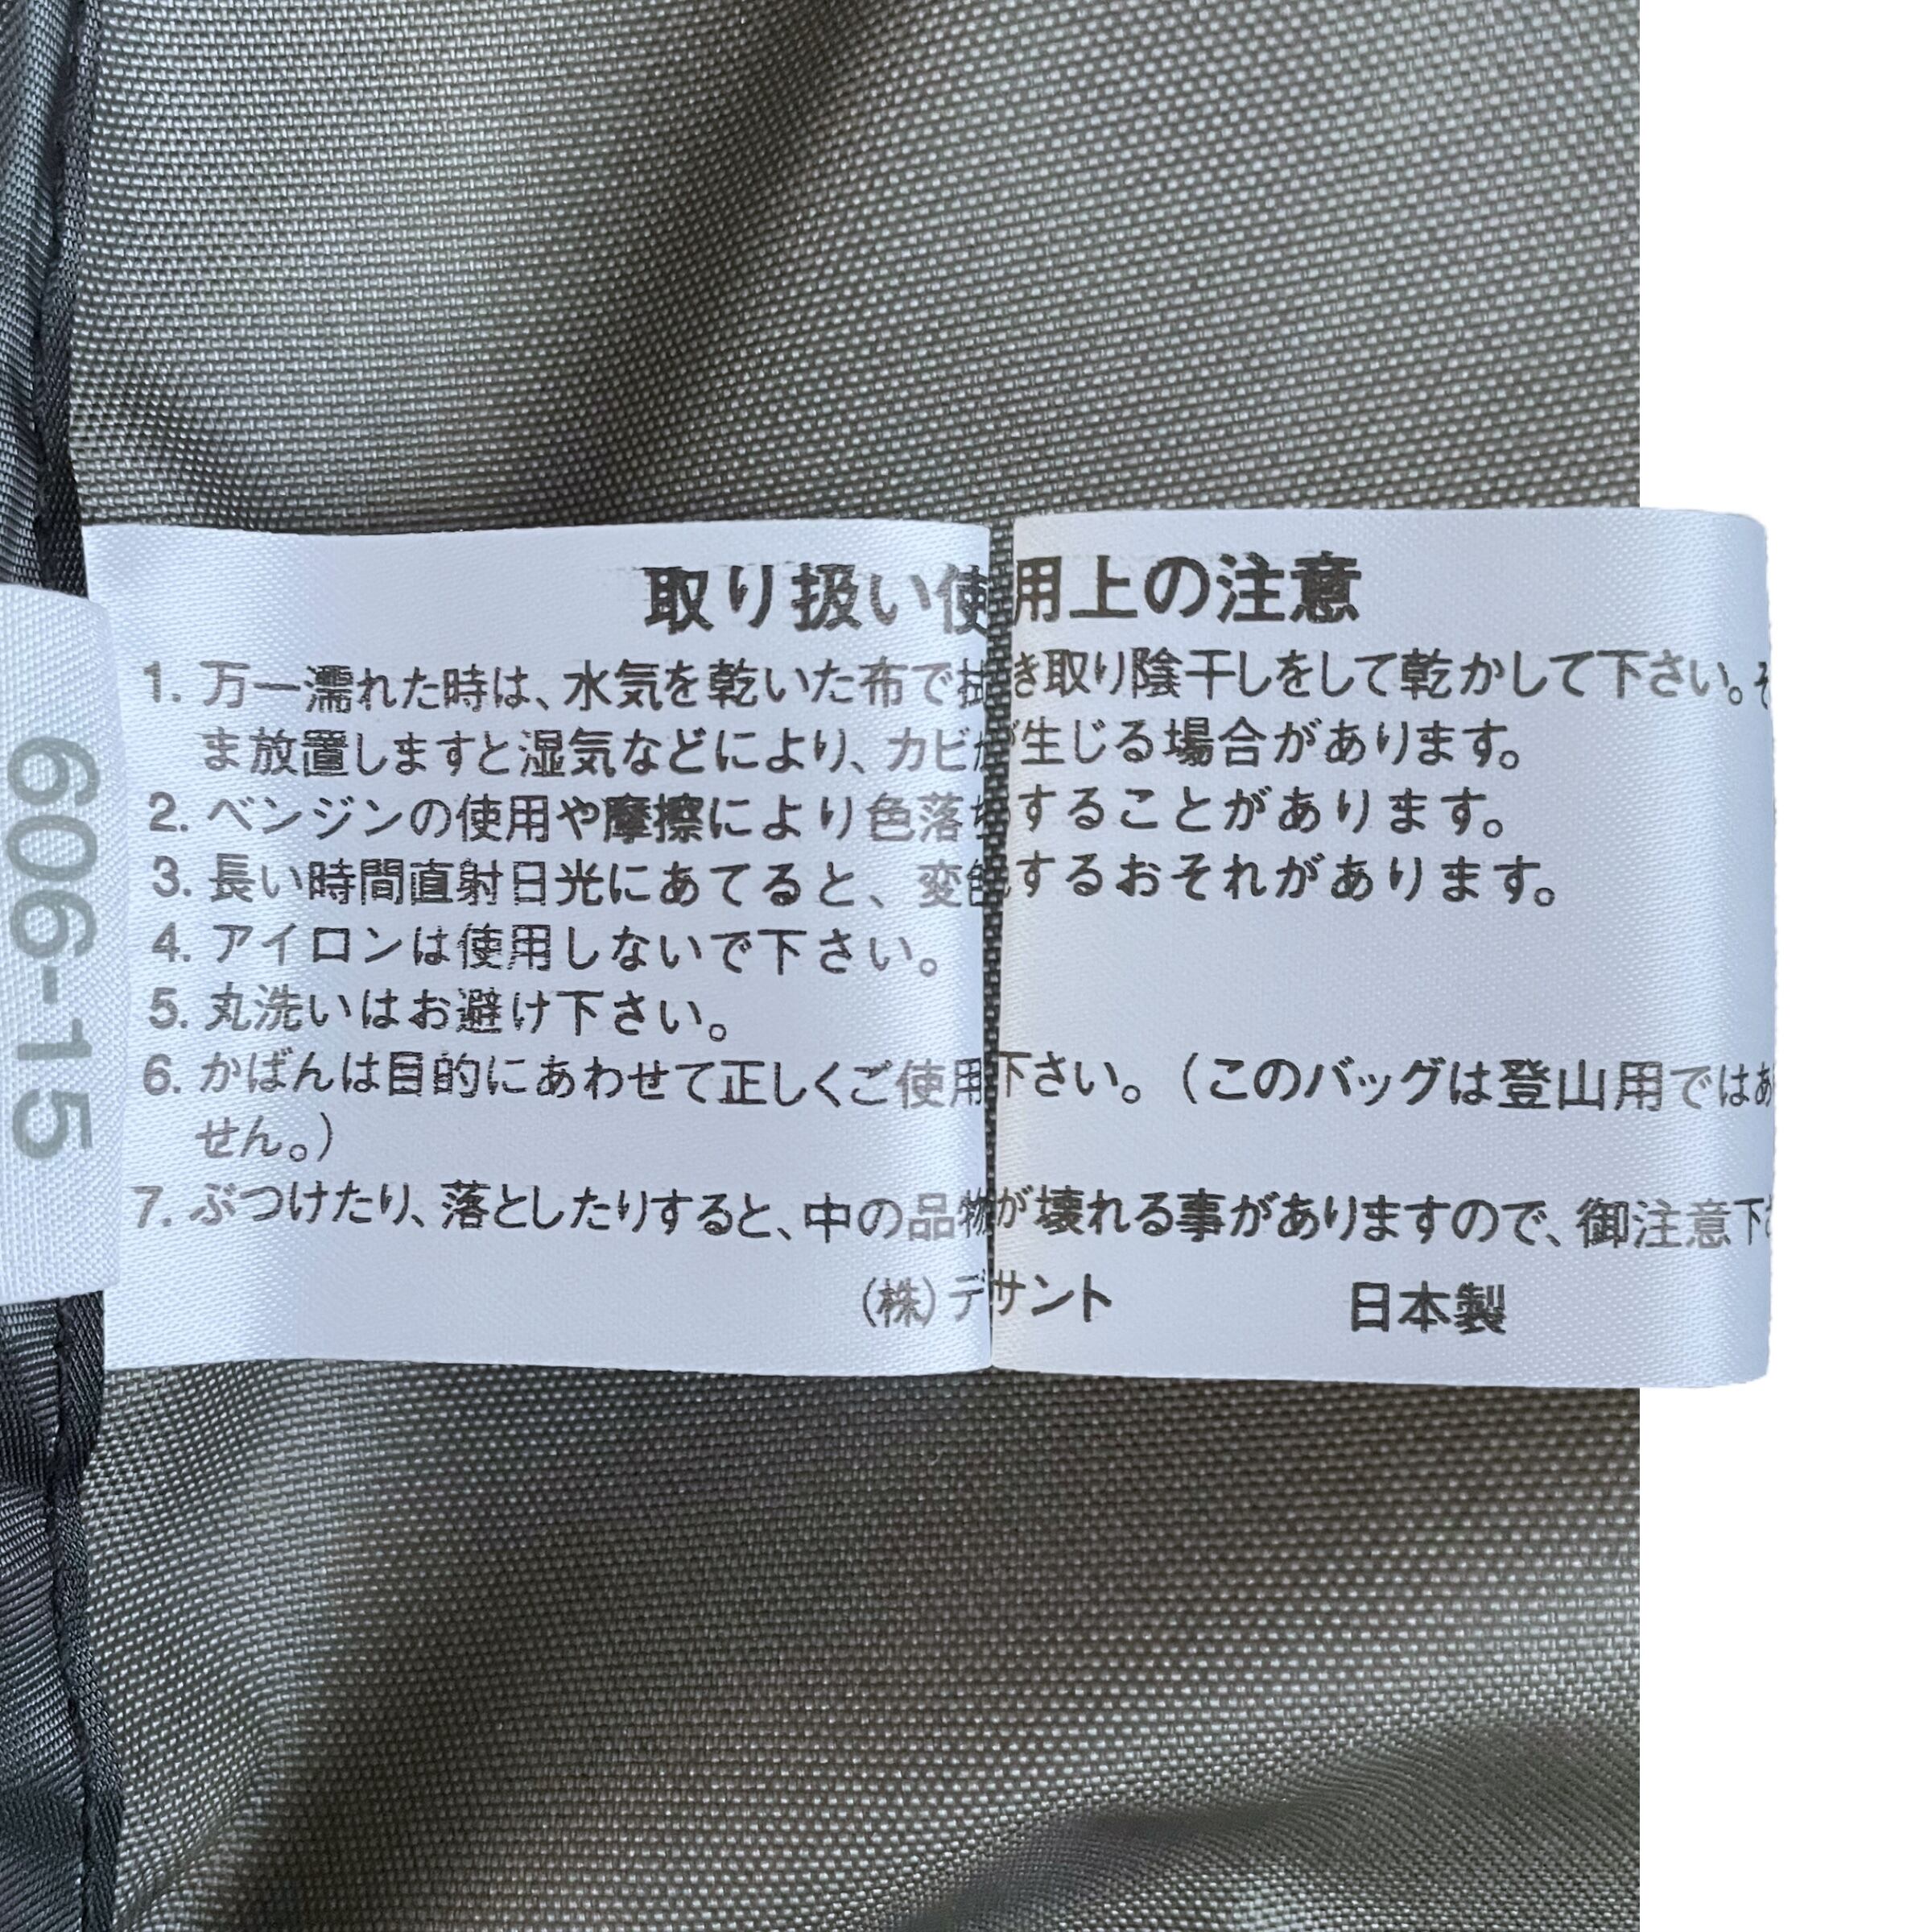 取り扱い使用上の注意
1. 万一濡れた時は、水気を乾いた布で拭き取り陰干しをして乾かして下さい。そ
ま放置しますと湿気などにより、カビが生じる場合があります。
2. ベンジンの使用や摩擦により色落ちすることがあります。
3. 長い時間直射日光にあてると、変色するおそれがあります。
4. アイロンは使用しないで下さい。
5. 丸洗いはお避け下さい。
6. かばんは目的にあわせて正しくご使用下さい。（このバッグは登山用ではあ
せん。）
7. ぶつけたり、落としたりすると、中の品物が壊れる事がありますので、御注意下さ
（株）デサント 日本製
606-15